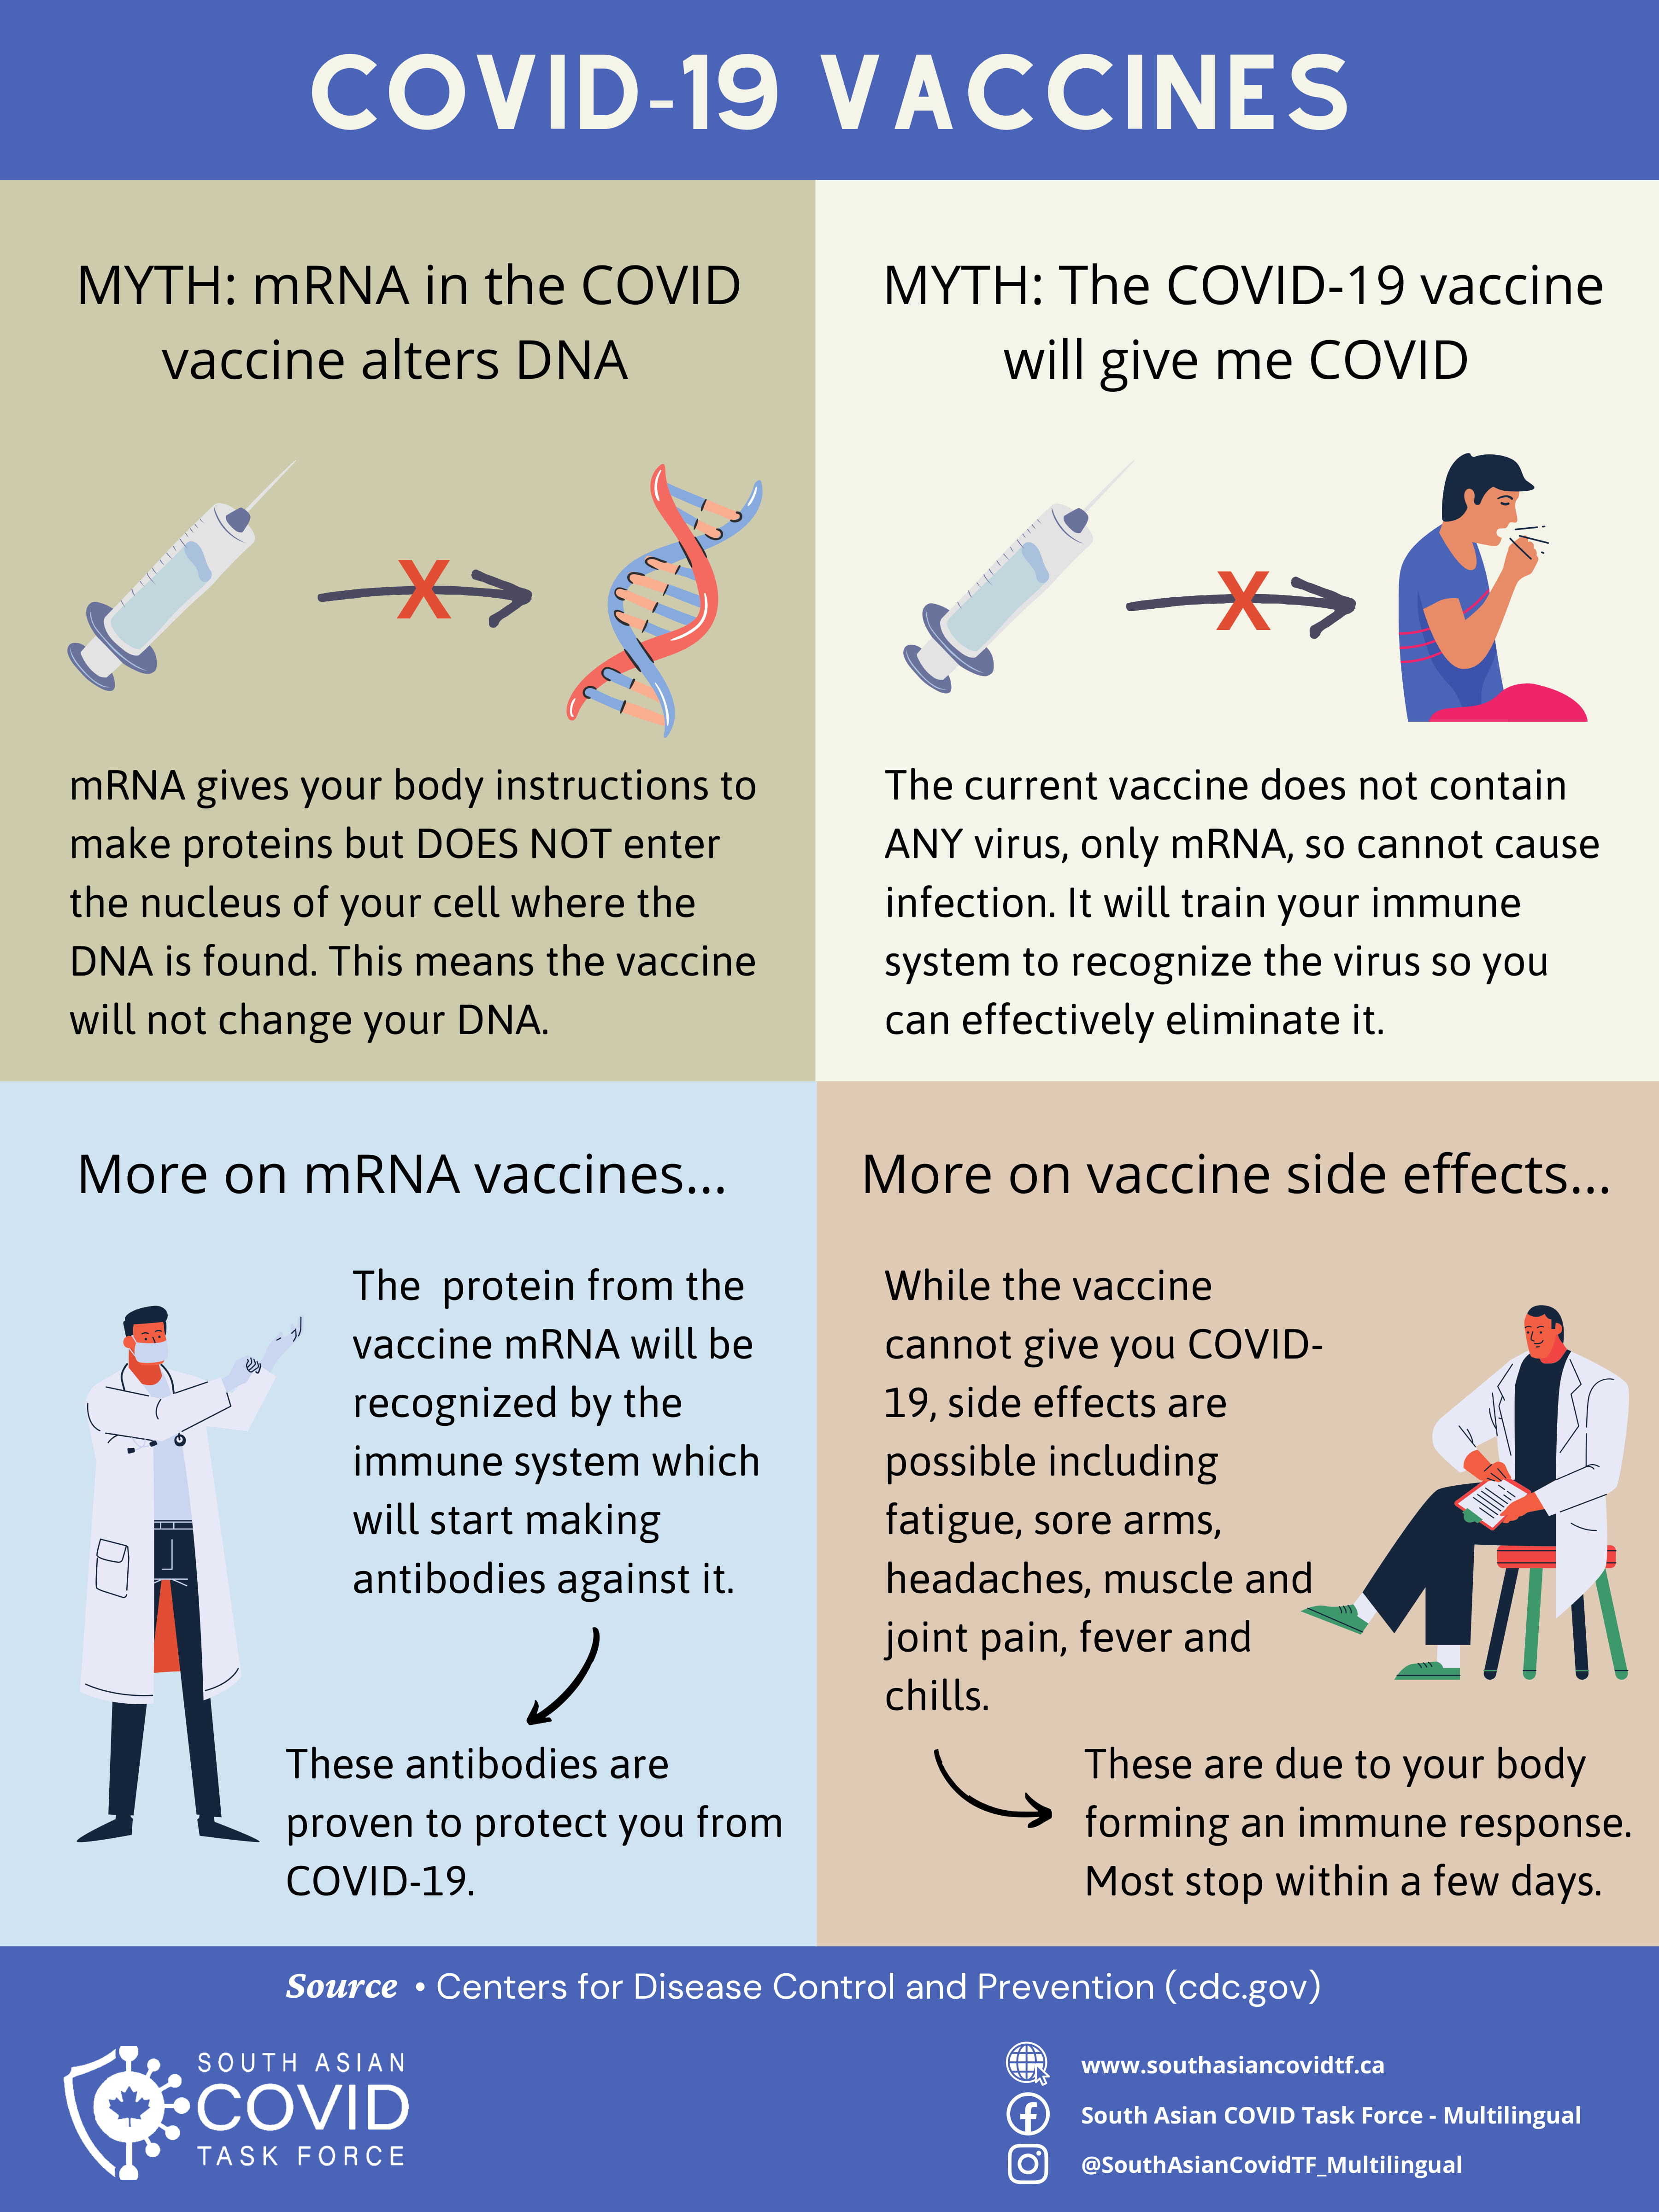 COVID-19 VACCINES
MYTH: mRNA in the COVID
vaccine alters DNA
X
mRNA gives your body instructions to
make proteins but DOES NOT enter
the nucleus of your cell where the
DNA is found. This means the vaccine
will not change your DNA.
MYTH: The COVID-19 vaccine
will give me COVID
X
The current vaccine does not contain
ANY virus, only mRNA, so cannot cause
infection. It will train your immune
system to recognize the virus so you
can effectively eliminate it.
More on mRNA vaccines...
The  protein from the
vaccine mRNA will be
recognized by the
immune system which
will start making
antibodies against it.
These antibodies are
proven to protect you from
COVID-19.
More on vaccine side effects...
While the vaccine
cannot give you COVID-
19, side effects are
possible including
fatigue, sore arms,
headaches, muscle and
joint pain, fever and
chills.
These are due to your body
forming an immune response.
Most stop within a few days.
Source • Centers for Disease Control and Prevention (cdc.gov)
SOUTH ASIAN
COVID
TASK FORCE
www.southasiancovidtf.ca
South Asian COVID Task Force - Multilingual
@SouthAsianCovidTF_Multilingual